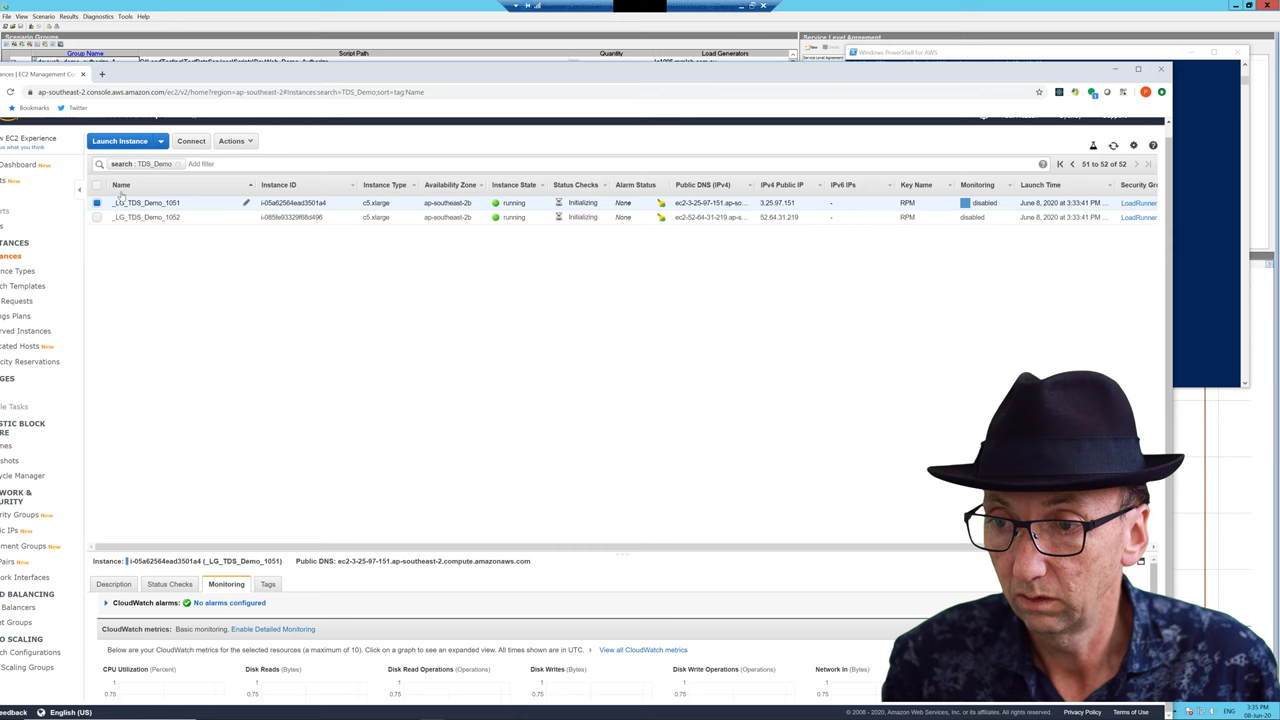 File View Scenario Results Diagnostics Tools Help
Scenario Groups
Service Level Agreement
Group Name Script Path Quantity Load Generators
New
Windows PowerShell for AWS
ances | EC2 Management Co
ap-southeast-2.console.aws.amazon.com/ec2/v2/home?region=ap-southeast-2#Instances:search=TDS_Demo;sort=tag:Name
Bookmarks Twitter
w EC2 Experience
us what you think
Launch Instance Connect Actions
Dashboard New
search : TDS_Demo Add filter 51 to 52 of 52
ts New
Name Instance ID Instance Type Availability Zone Instance State Status Checks Alarm Status Public DNS (IPv4) IPv4 Public IP IPv6 IPs Key Name Monitoring Launch Time Security Gro
_LG_TDS_Demo_1051 i-05a62564ead3501a4 c5.xlarge ap-southeast-2b running Initializing None ec2-3-25-97-151.ap-so... 3.25.97.151 - RPM disabled June 8, 2020 at 3:33:41 PM ... LoadRunner
_LG_TDS_Demo_1052 i-085fe93329f68d496 c5.xlarge ap-southeast-2b running Initializing None ec2-52-64-31-219.ap-s... 52.64.31.219 - RPM disabled June 8, 2020 at 3:33:41 PM ... LoadRunner
rts
s
STANCES
ances
nce Types
ch Templates
Requests
ngs Plans
rved Instances
cated Hosts New
city Reservations
GES
le Tasks
STIC BLOCK
RE
mes
shots
ycle Manager
WORK &
URITY
rity Groups New
ic IPs New
ement Groups New
Pairs New
work Interfaces
D BALANCING
Balancers
et Groups
O SCALING
ch Configurations
Scaling Groups
Instance: i-05a62564ead3501a4 (_LG_TDS_Demo_1051) Public DNS: ec2-3-25-97-151.ap-southeast-2.compute.amazonaws.com
Description Status Checks Monitoring Tags
CloudWatch alarms: No alarms configured
CloudWatch metrics: Basic monitoring. Enable Detailed Monitoring
Below are your CloudWatch metrics for the selected resources (a maximum of 10). Click on a graph to see an expanded view. All times shown are in UTC. › View all CloudWatch metrics
CPU Utilization (Percent) Disk Reads (Bytes) Disk Read Operations (Operations) Disk Writes (Bytes) Disk Write Operations (Operations) Network In (Bytes)
1 1 1 1 1 1
0.75 0.75 0.75 0.75 0.75 0.75
eedback English (US) © 2008 - 2020, Amazon Web Services, Inc. or its affiliates. All rights reserved. Privacy Policy Terms of Use
ENG 3:35 PM
08-Jun-20